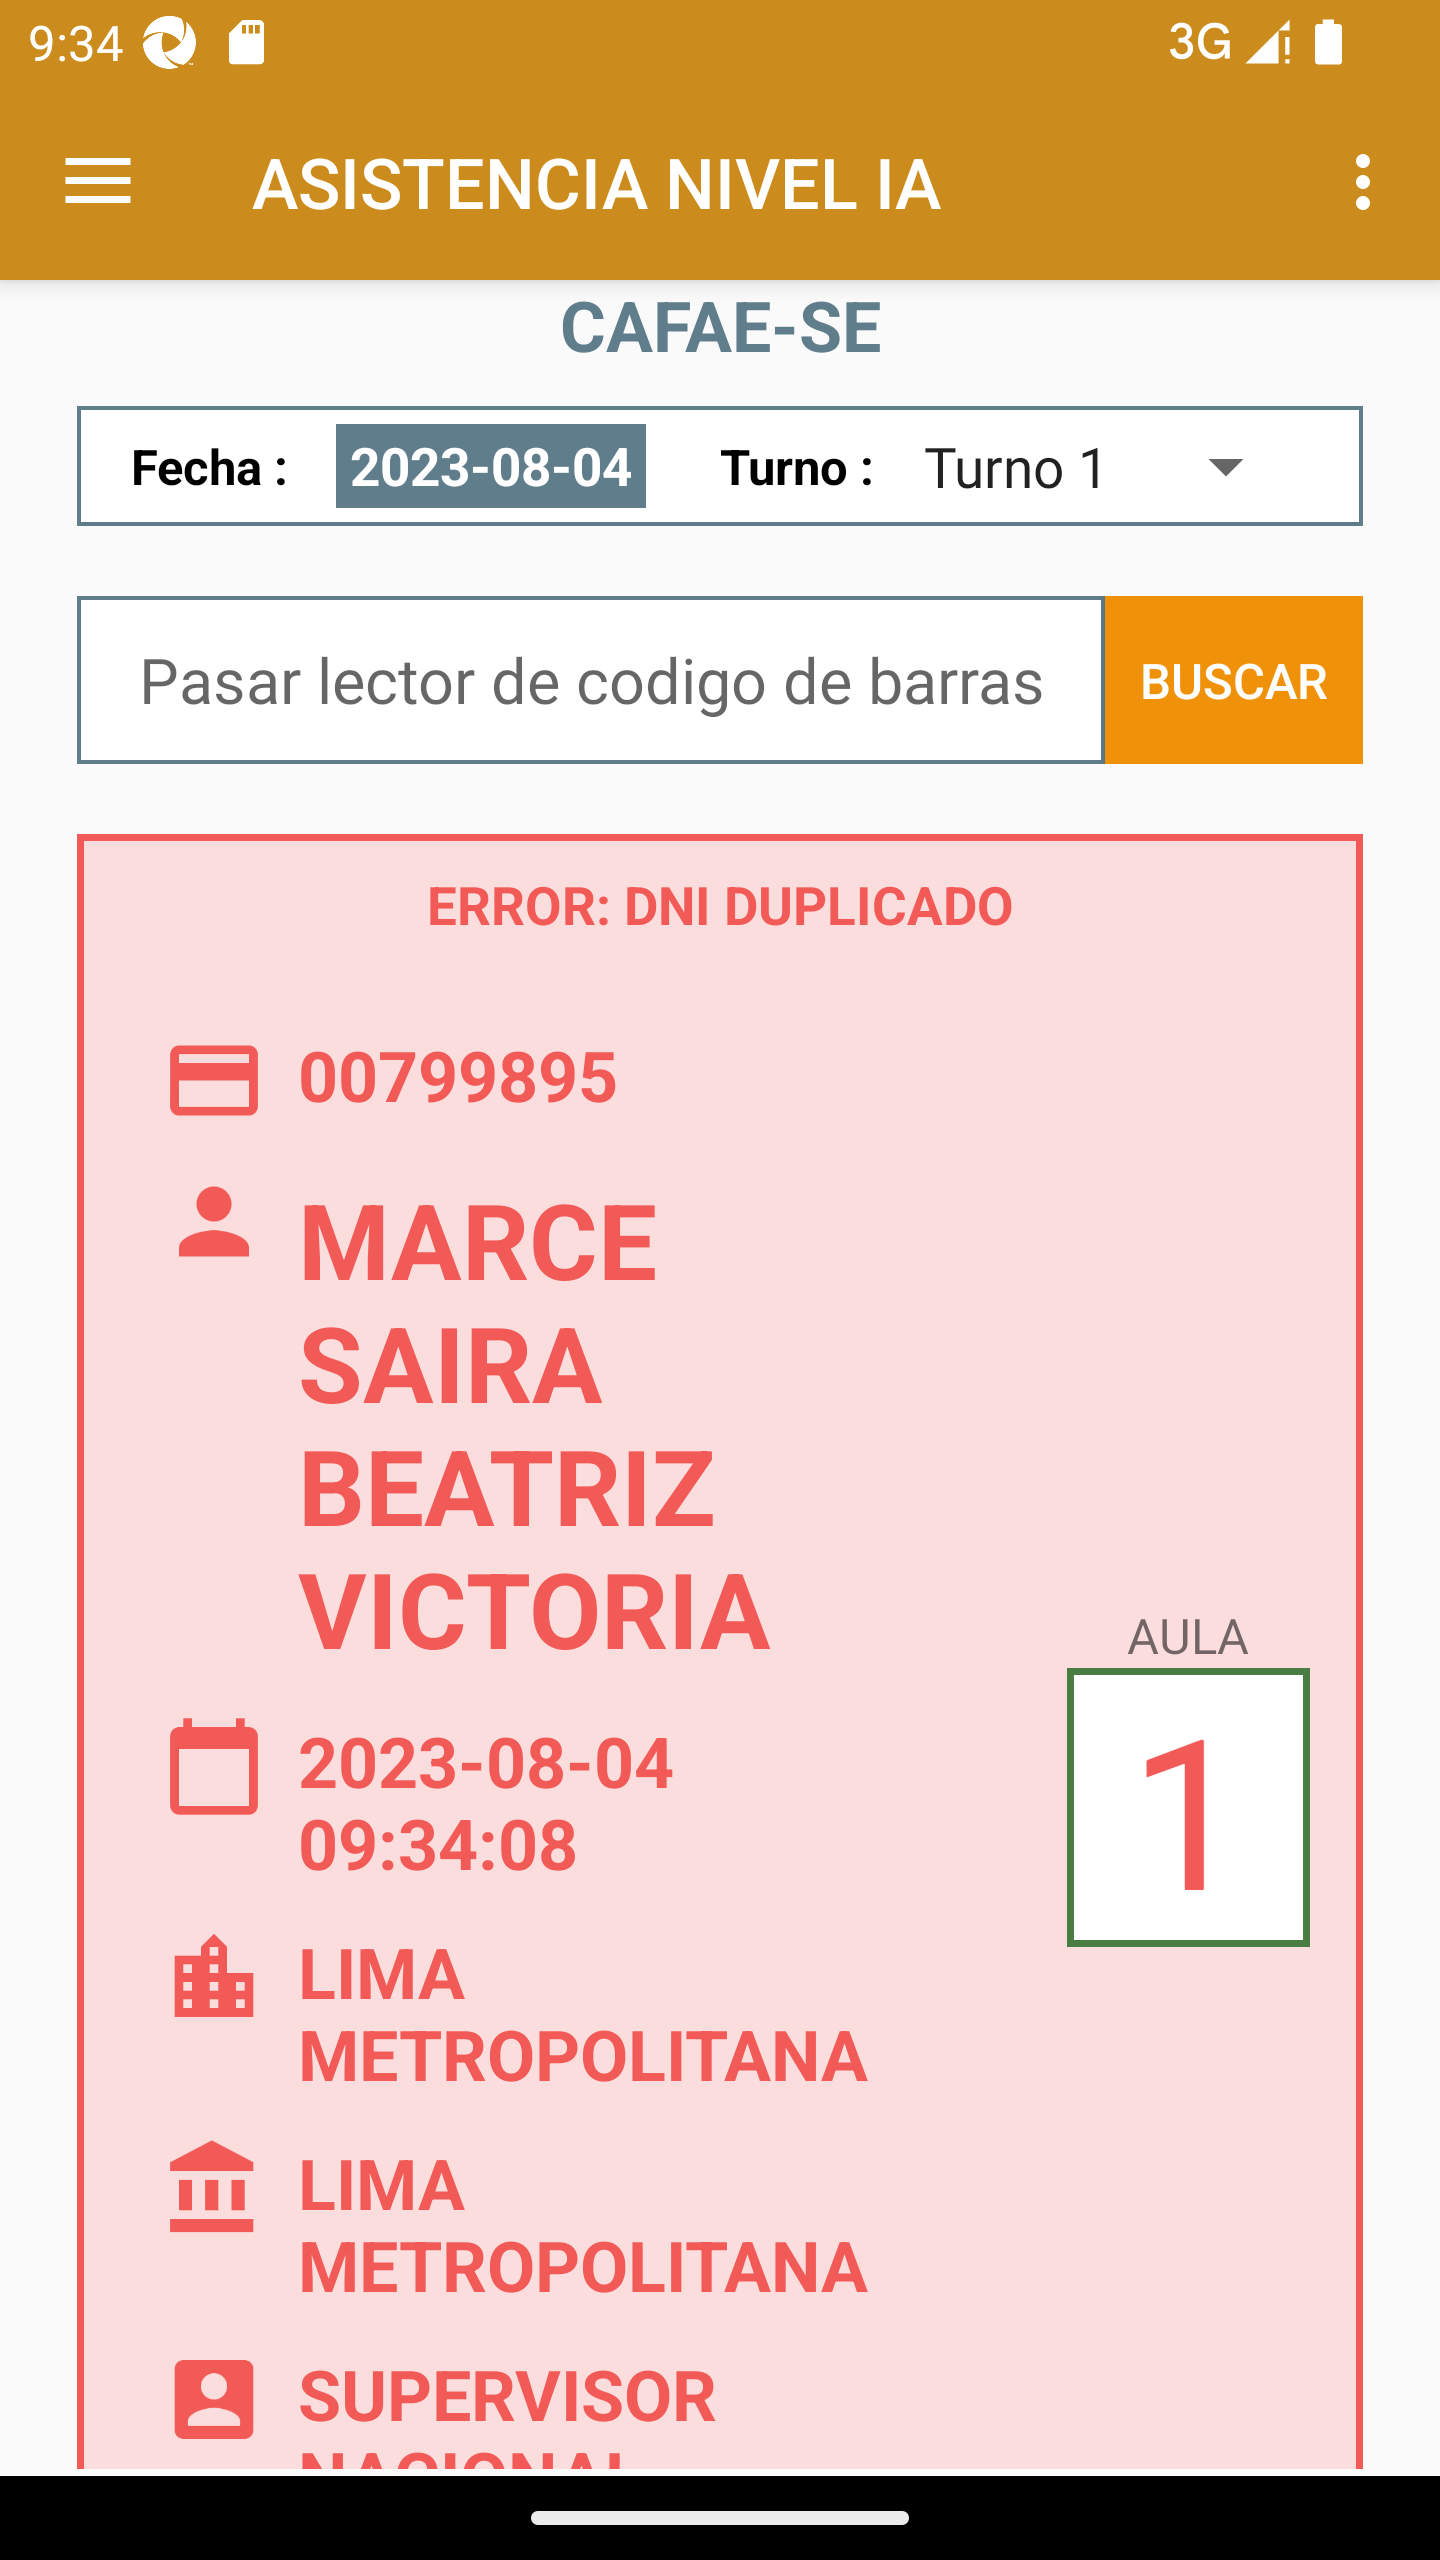 9:34
3G
ASISTENCIA NIVEL IA
CAFAE-SE
Fecha : 2023-08-04 Turno : Turno 1
Pasar lector de codigo de barras BUSCAR
ERROR: DNI DUPLICADO
00799895
MARCE
SAIRA
BEATRIZ
VICTORIA
AULA
1
2023-08-04
09:34:08
LIMA
METROPOLITANA
LIMA
METROPOLITANA
SUPERVISOR
NACIONAL